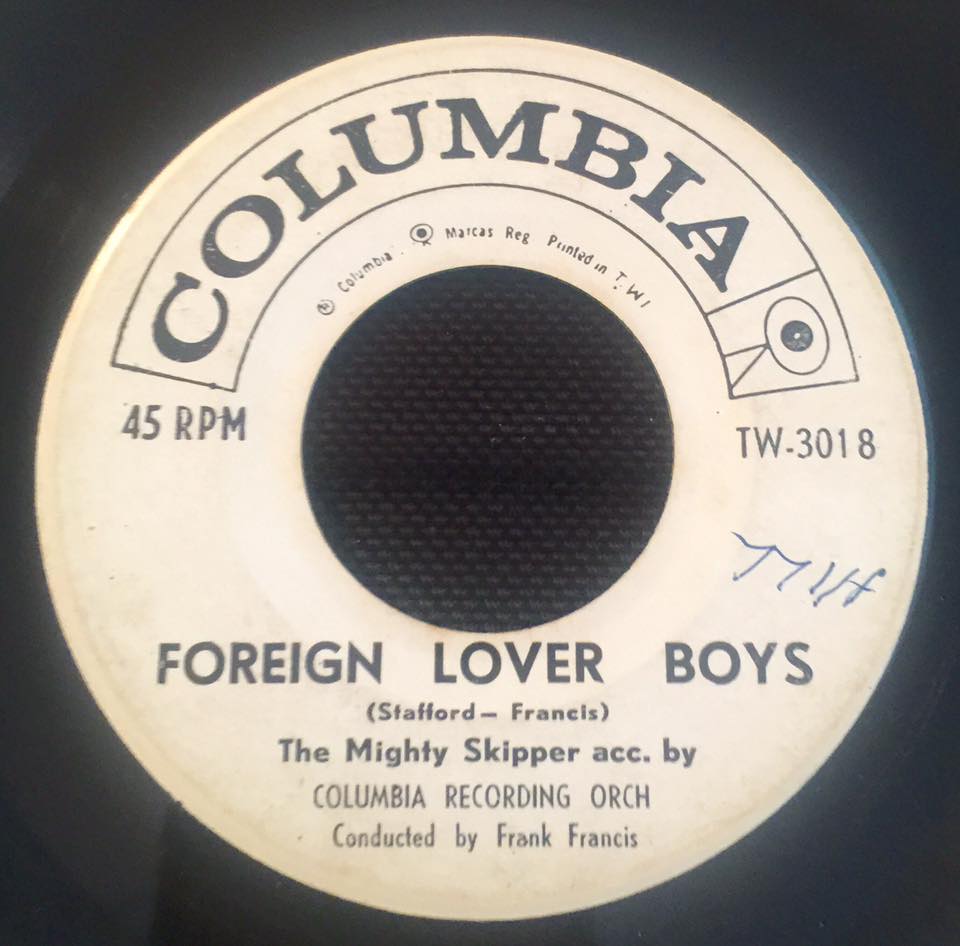 COLUMBIA
® Columbia. Marcas Reg Printed in T. W I
45 RPM
TW-3018
FOREIGN LOVER BOYS
(Stafford – Francis)
The Mighty Skipper acc. by
COLUMBIA RECORDING ORCH
Conducted by Frank Francis